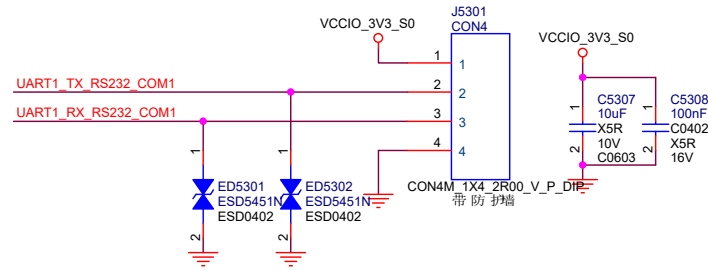 J5301
CON4
VCCIO_3V3_S0
1
1
UART1_TX_RS232_COM1
2
2
UART1_RX_RS232_COM1
3
3
4
4
CON4M_1X4_2R00_V_P_DIP
带防护墙
1
ED5301
ESD5451N
ESD0402
2
1
ED5302
ESD5451N
ESD0402
2
VCCIO_3V3_S0
1
C5307
10uF
X5R
10V
C0603
2
1
C5308
100nF
C0402
X5R
16V
2